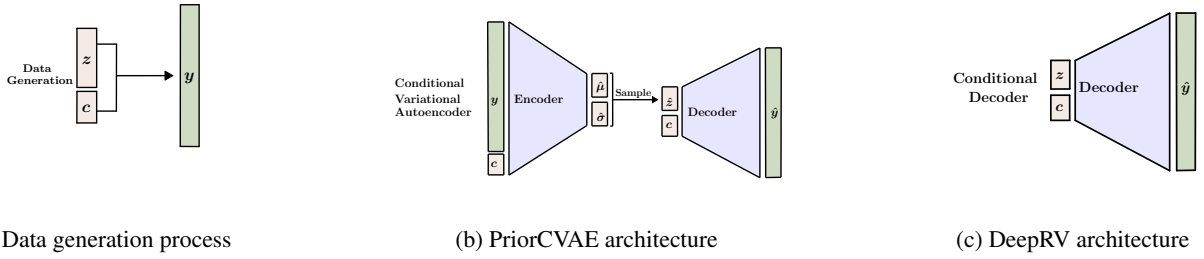 Data
Generation
z
c
y
Conditional
Variational
Autoencoder
y
c
Encoder
μ̂
σ̂
Sample
ẑ
c
Decoder
ŷ
Conditional
Decoder
z
c
Decoder
ŷ
Data generation process
(b) PriorCVAE architecture
(c) DeepRV architecture